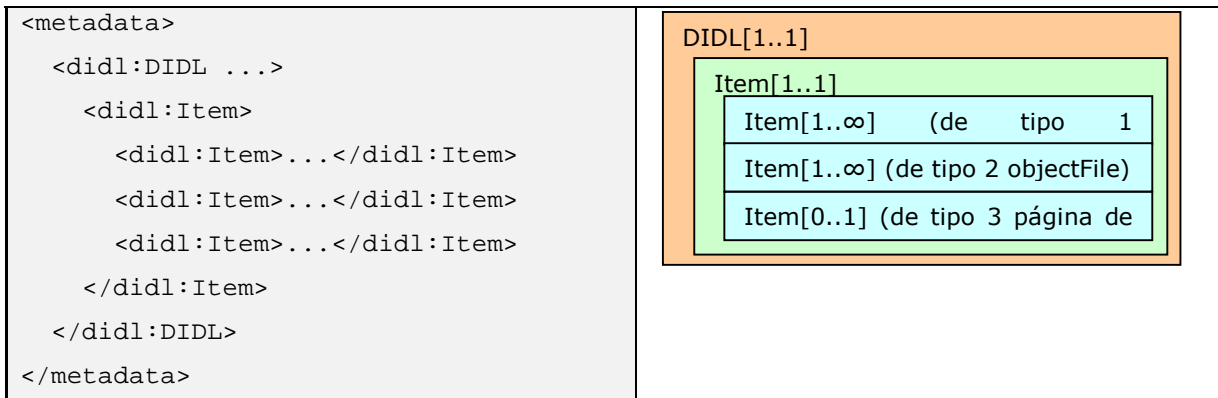 <metadata>
<didl:DIDL ...>
<didl:Item>
<didl:Item>...</didl:Item>
<didl:Item>...</didl:Item>
<didl:Item>...</didl:Item>
</didl:Item>
</didl:DIDL>
</metadata>
DIDL[1..1]
Item[1..1]
Item[1..∞] (de tipo 1
Item[1..∞] (de tipo 2 objectFile)
Item[0..1] (de tipo 3 página de